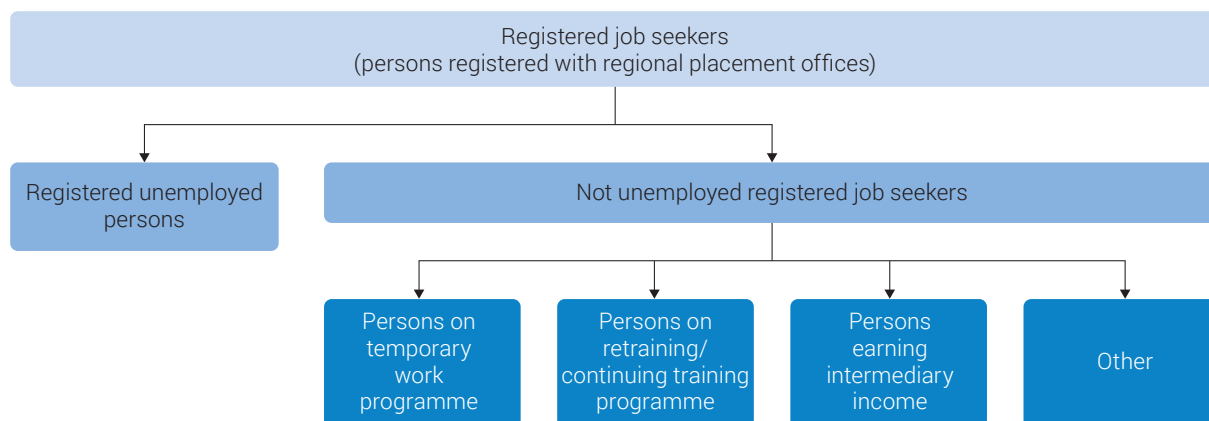 Registered job seekers
(persons registered with regional placement offices)
Registered unemployed
persons
Not unemployed registered job seekers
Persons on
temporary
work
programme
Persons on
retraining/
continuing training
programme
Persons
earning
intermediary
income
Other